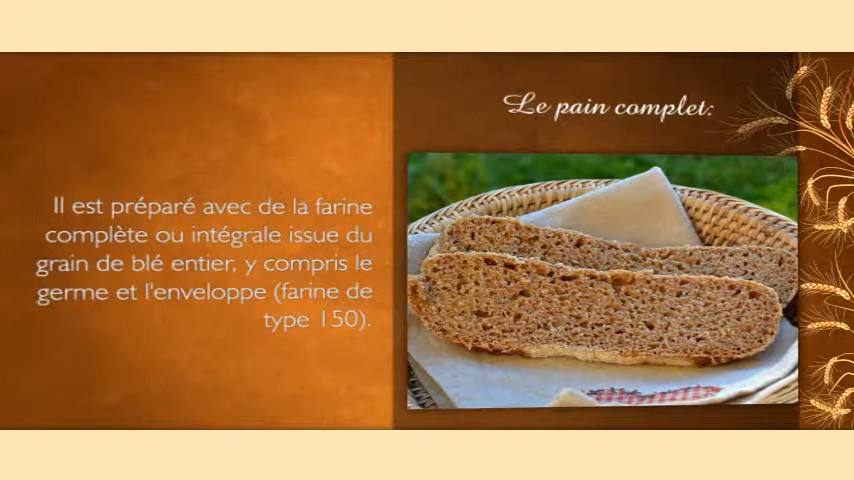 Le pain complet:
Il est préparé avec de la farine
complète ou intégrale issue du
grain de blé entier, y compris le
germe et l'enveloppe (farine de
type 150).